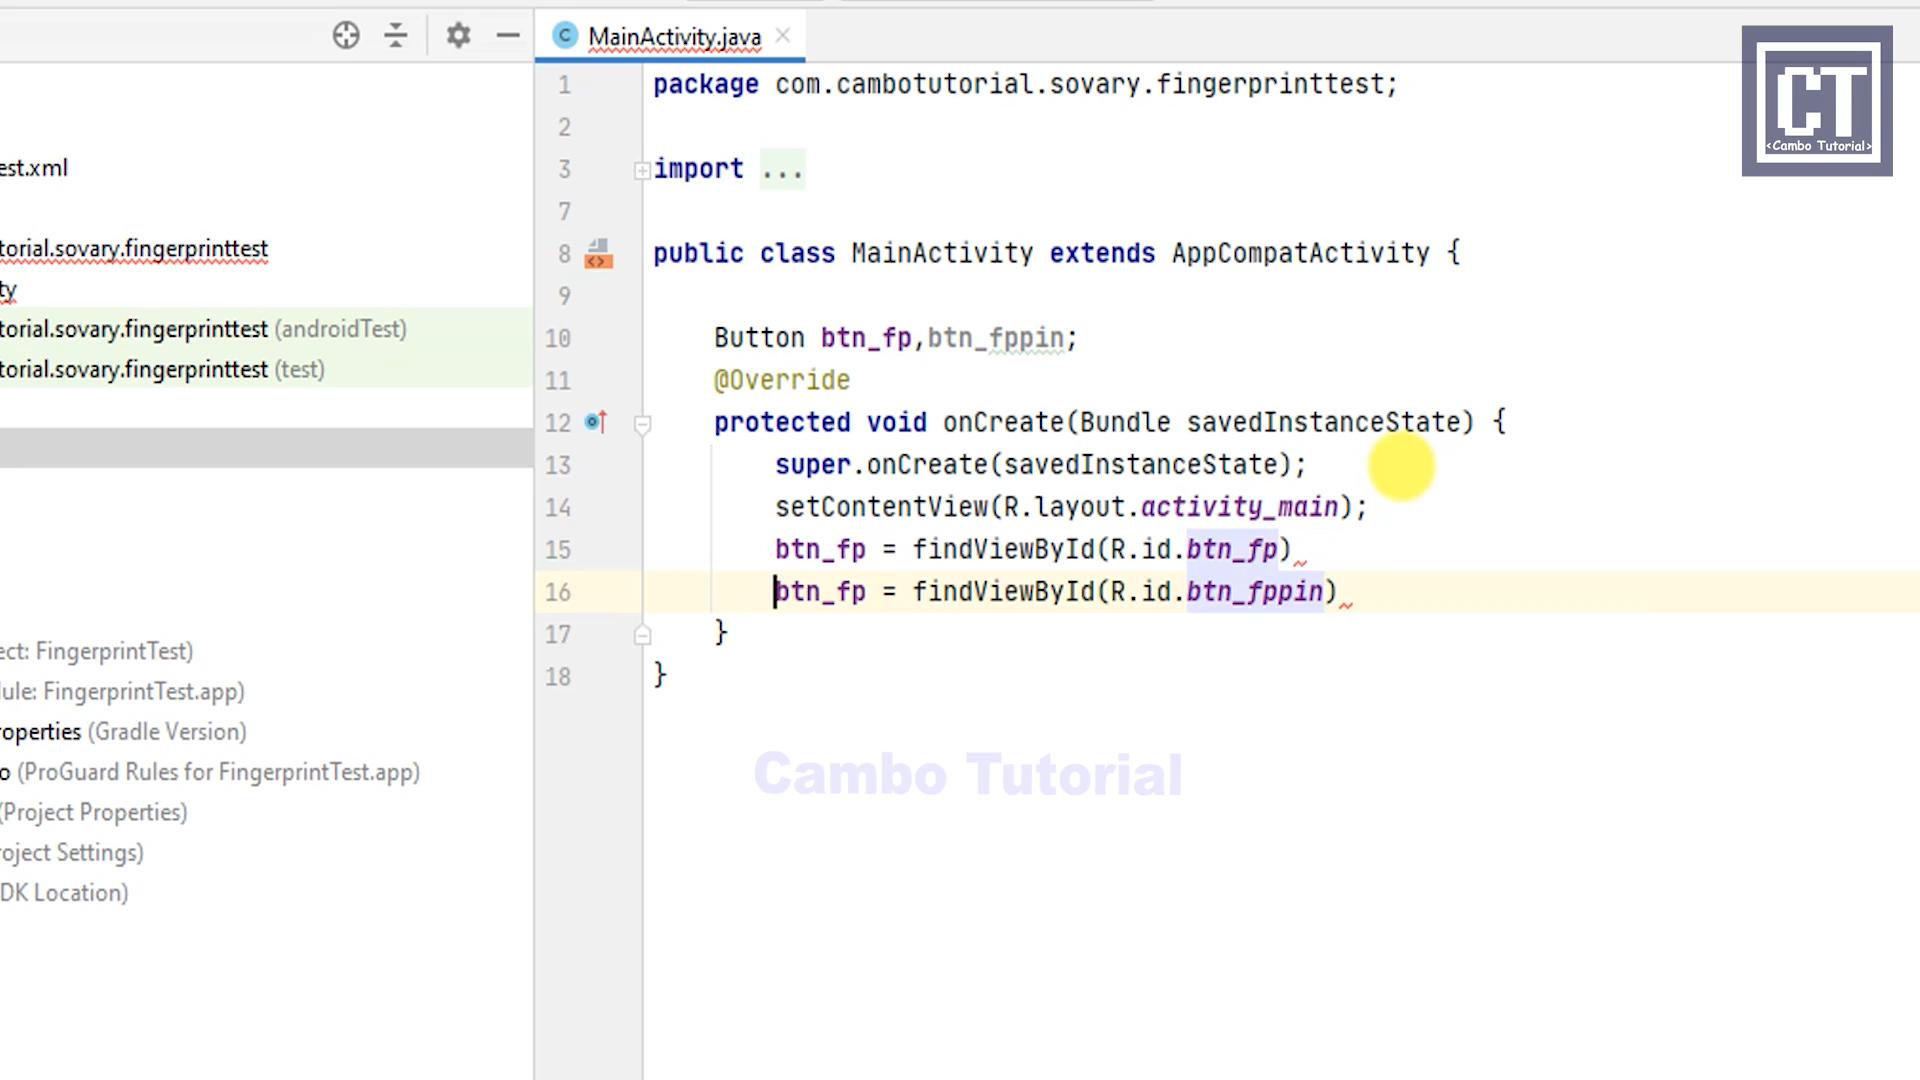 MainActivity.java
CT
<Cambo Tutorial>
est.xml
torial.sovary.fingerprinttest
ty
torial.sovary.fingerprinttest (androidTest)
torial.sovary.fingerprinttest (test)
ect: FingerprintTest)
lule: FingerprintTest.app)
roperties (Gradle Version)
o (ProGuard Rules for FingerprintTest.app)
(Project Properties)
roject Settings)
DK Location)
1 package com.cambotutorial.sovary.fingerprinttest;
2
3 import ...
7
8 public class MainActivity extends AppCompatActivity {
9
10 Button btn_fp,btn_fppin;
11 @Override
12 protected void onCreate(Bundle savedInstanceState) {
13 super.onCreate(savedInstanceState);
14 setContentView(R.layout.activity_main);
15 btn_fp = findViewById(R.id.btn_fp)
16 btn_fp = findViewById(R.id.btn_fppin)
17 }
18 }
Cambo Tutorial